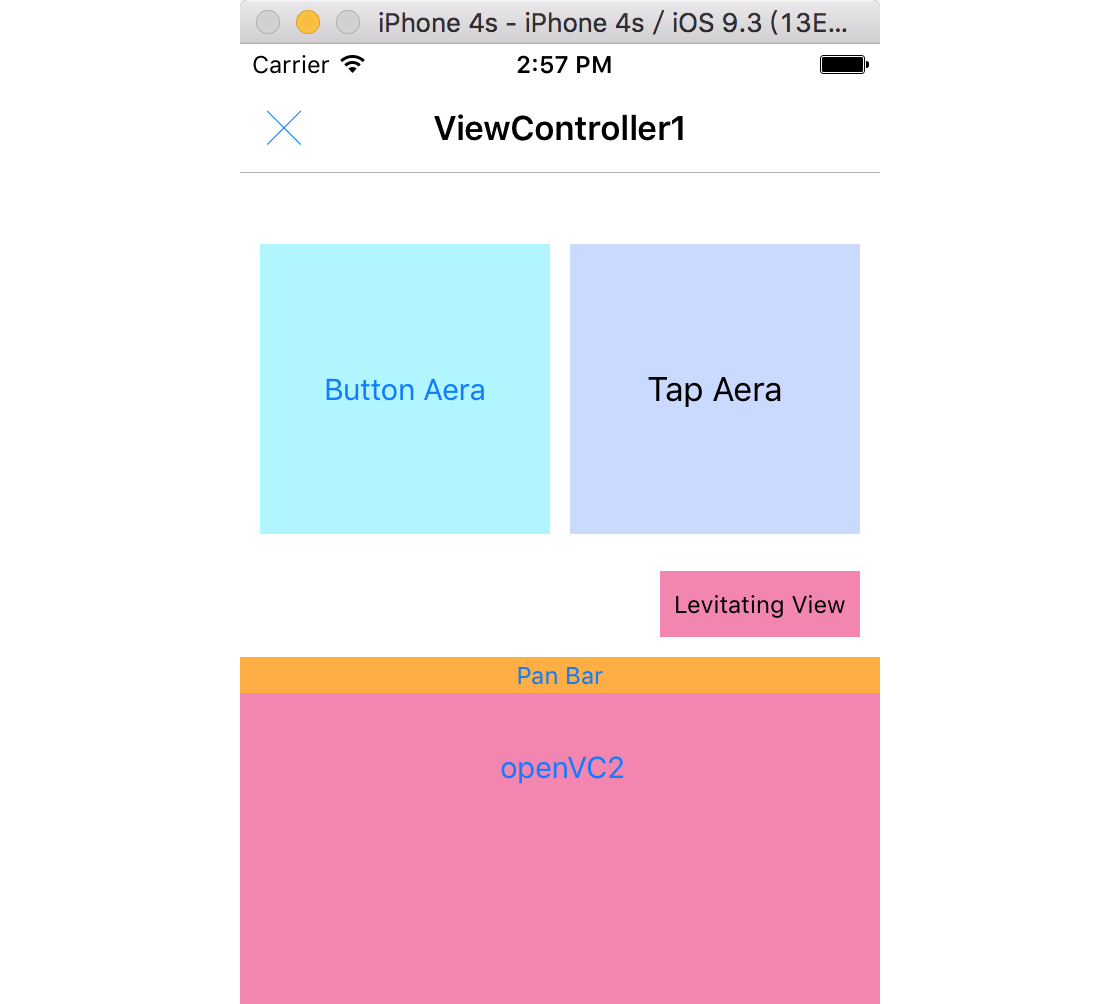 iPhone 4s - iPhone 4s / iOS 9.3 (13E...
Carrier 2:57 PM
ViewController1
Button Aera Tap Aera
Levitating View
Pan Bar
openVC2